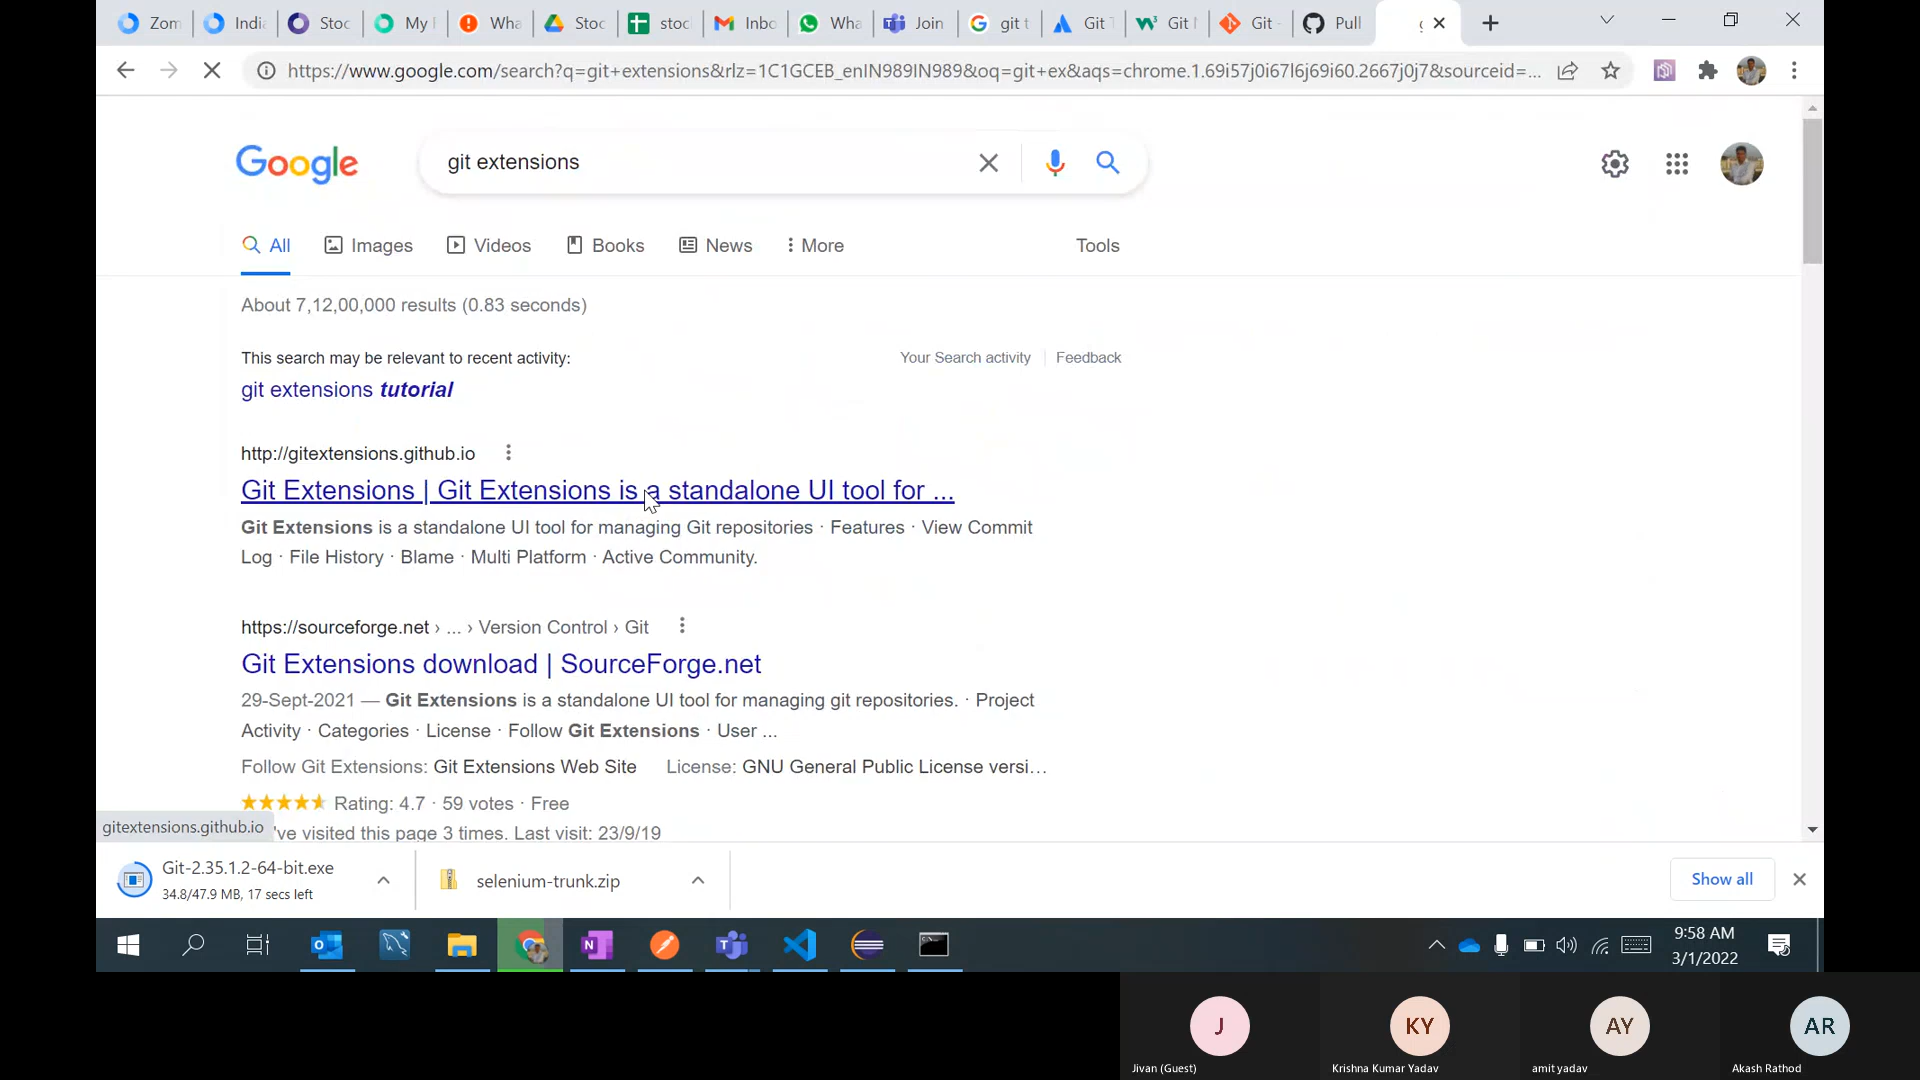 Zom
India
Stoc
My
Wha
Stoc
stoc
Inbo
Wha
Join
git t
Git
Git
Git -
Pull
https://www.google.com/search?q=git+extensions&rlz=1C1GCEB_enIN989IN989&oq=git+ex&aqs=chrome.1.69i57j0i67l6j69i60.2667j0j7&sourceid=...
Google
git extensions
All
Images
Videos
Books
News
More
Tools
About 7,12,00,000 results (0.83 seconds)
This search may be relevant to recent activity:
Your Search activity
Feedback
git extensions tutorial
http://gitextensions.github.io
Git Extensions | Git Extensions is a standalone UI tool for ...
Git Extensions is a standalone UI tool for managing Git repositories · Features · View Commit
Log · File History · Blame · Multi Platform · Active Community.
https://sourceforge.net › ... › Version Control › Git
Git Extensions download | SourceForge.net
29-Sept-2021 — Git Extensions is a standalone UI tool for managing git repositories. · Project
Activity · Categories · License · Follow Git Extensions · User ...
Follow Git Extensions: Git Extensions Web Site License: GNU General Public License versi...
Rating: 4.7 · 59 votes · Free
've visited this page 3 times. Last visit: 23/9/19
gitextensions.github.io
Git-2.35.1.2-64-bit.exe
34.8/47.9 MB, 17 secs left
selenium-trunk.zip
Show all
9:58 AM
3/1/2022
J
Jivan (Guest)
KY
Krishna Kumar Yadav
AY
amit yadav
AR
Akash Rathod